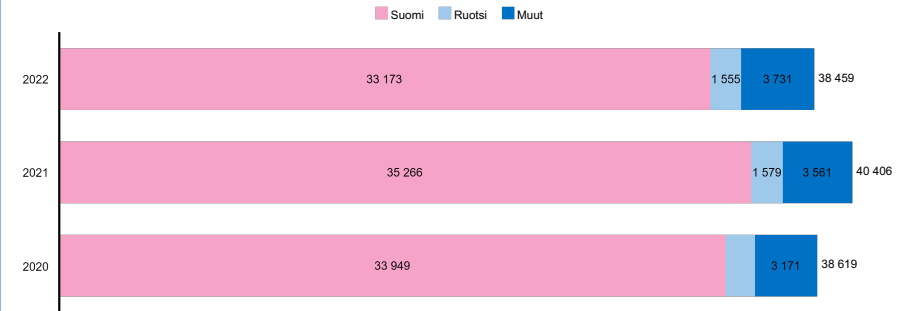 Suomi Ruotsi Muut
2022 33 173 1 555 3 731 38 459
2021 35 266 1 579 3 561 40 406
2020 33 949 3 171 38 619